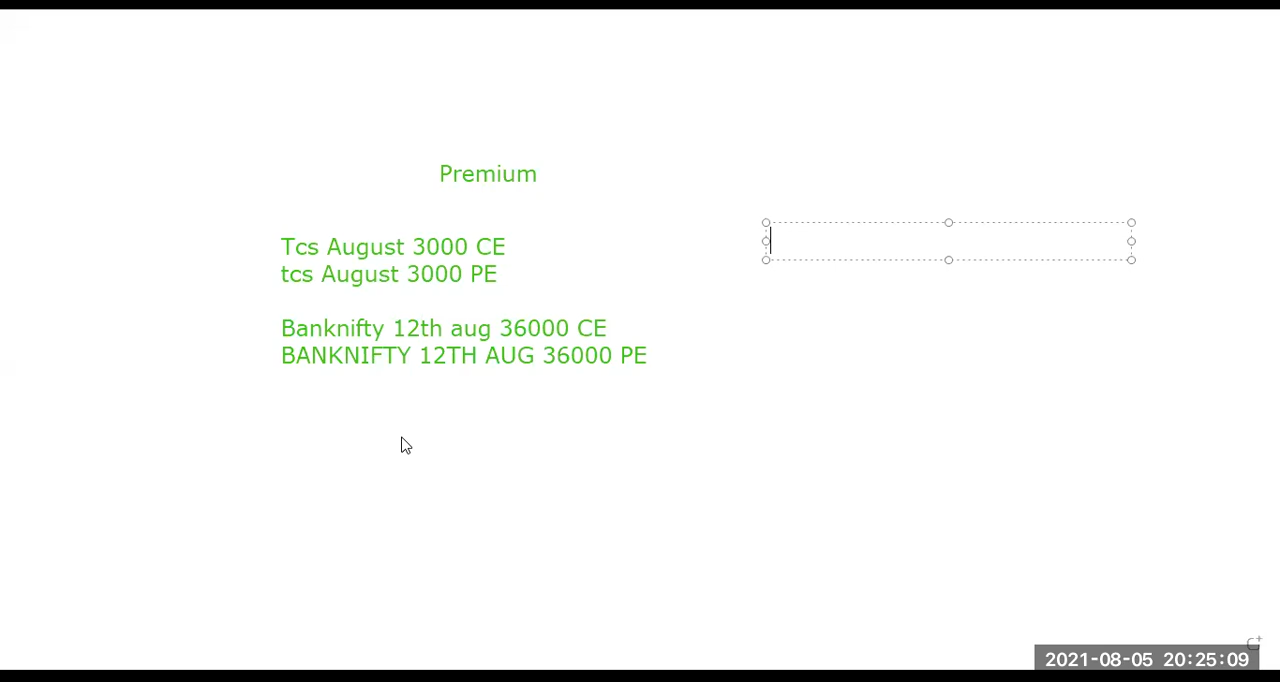 Premium
Tcs August 3000 CE
tcs August 3000 PE
Banknifty 12th aug 36000 CE
BANKNIFTY 12TH AUG 36000 PE
2021-08-05 20:25:09